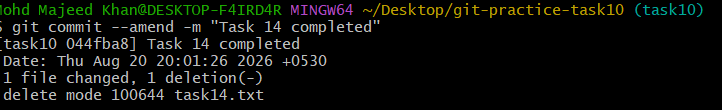 Mohd Majeed Khan@DESKTOP-F4IRD4R MINGW64 ~/Desktop/git-practice-task10 (task10)
$ git commit --amend -m "Task 14 completed"
[task10 044fba8] Task 14 completed
Date: Thu Aug 20 20:01:26 2026 +0530
1 file changed, 1 deletion(-)
delete mode 100644 task14.txt